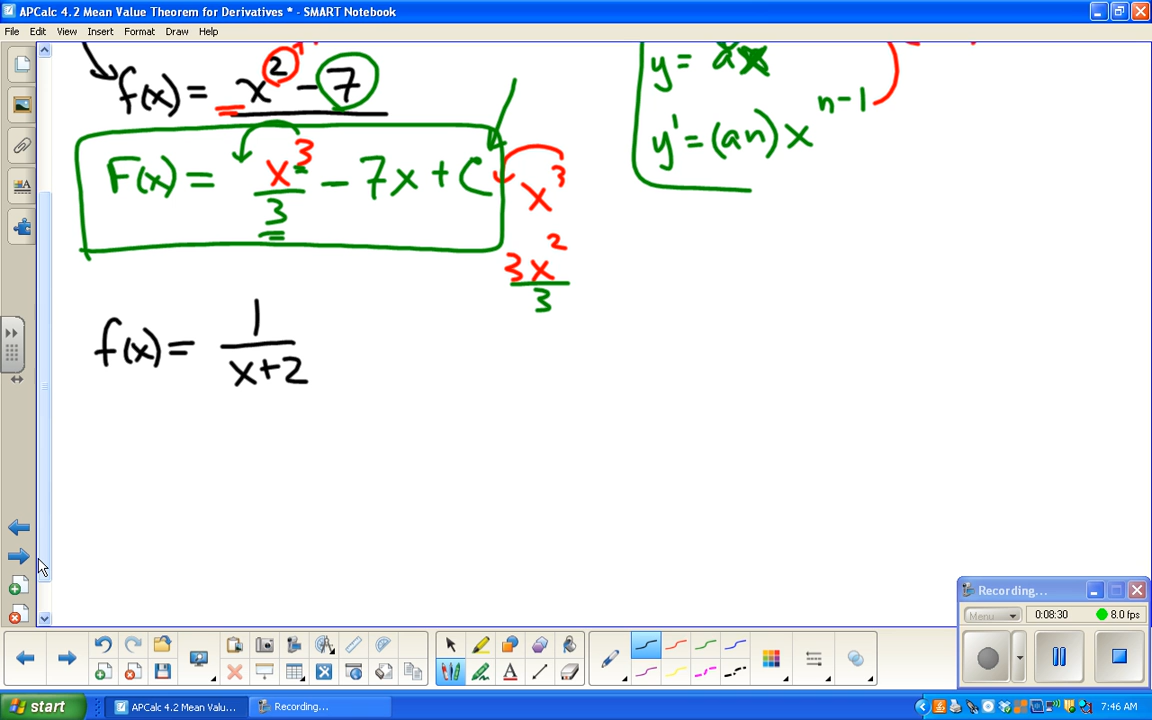 APCalc 4.2 Mean Value Theorem for Derivatives * - SMART Notebook
File Edit View Insert Format Draw Help
f(x) = x² - 7
F(x) = x³/3 - 7x + C
x³
3x²/3
y' = (an) x^(n-1)
f(x) = 1/(x+2)
Recording...
Menu
0:08:30
8.0 fps
start
APCalc 4.2 Mean Valu...
Recording...
7:46 AM